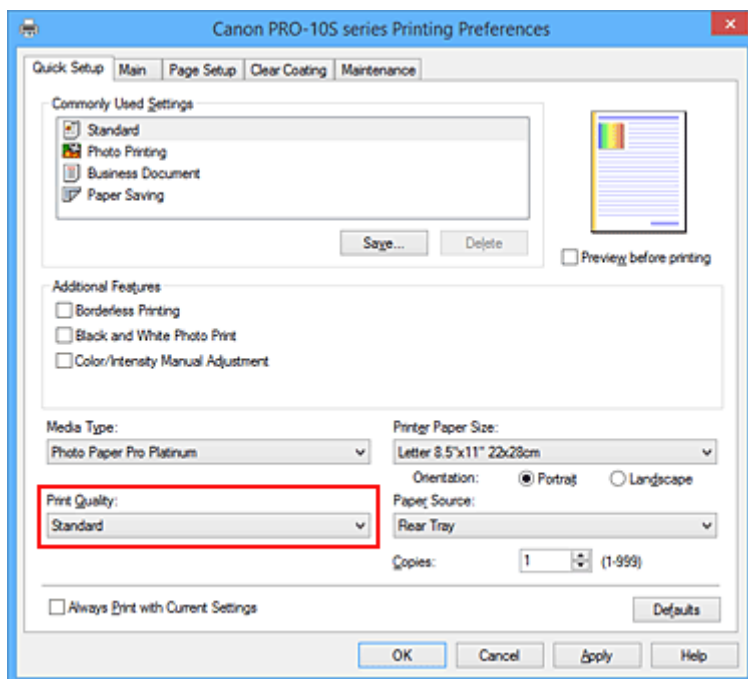 Canon PRO-10S series Printing Preferences
Quick Setup Main Page Setup Clear Coating Maintenance
Commonly Used Settings
Standard
Photo Printing
Business Document
Paper Saving
Save... Delete
Preview before printing
Additional Features
Borderless Printing
Black and White Photo Print
Color/Intensity Manual Adjustment
Media Type: Printer Paper Size:
Photo Paper Pro Platinum Letter 8.5"x11" 22x28cm
Orientation: Portrait Landscape
Print Quality: Paper Source:
Standard Rear Tray
Copies: 1 (1-999)
Always Print with Current Settings Defaults
OK Cancel Apply Help